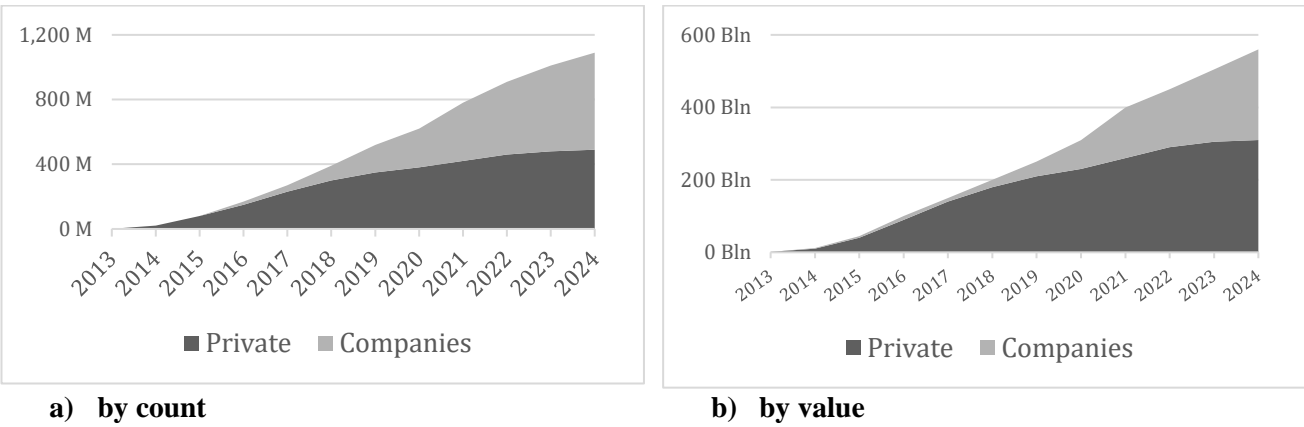 1,200 M
800 M
400 M
0 M
2013 2014 2015 2016 2017 2018 2019 2020 2021 2022 2023 2024
Private Companies
a) by count
600 Bln
400 Bln
200 Bln
0 Bln
2013 2014 2015 2016 2017 2018 2019 2020 2021 2022 2023 2024
Private Companies
b) by value